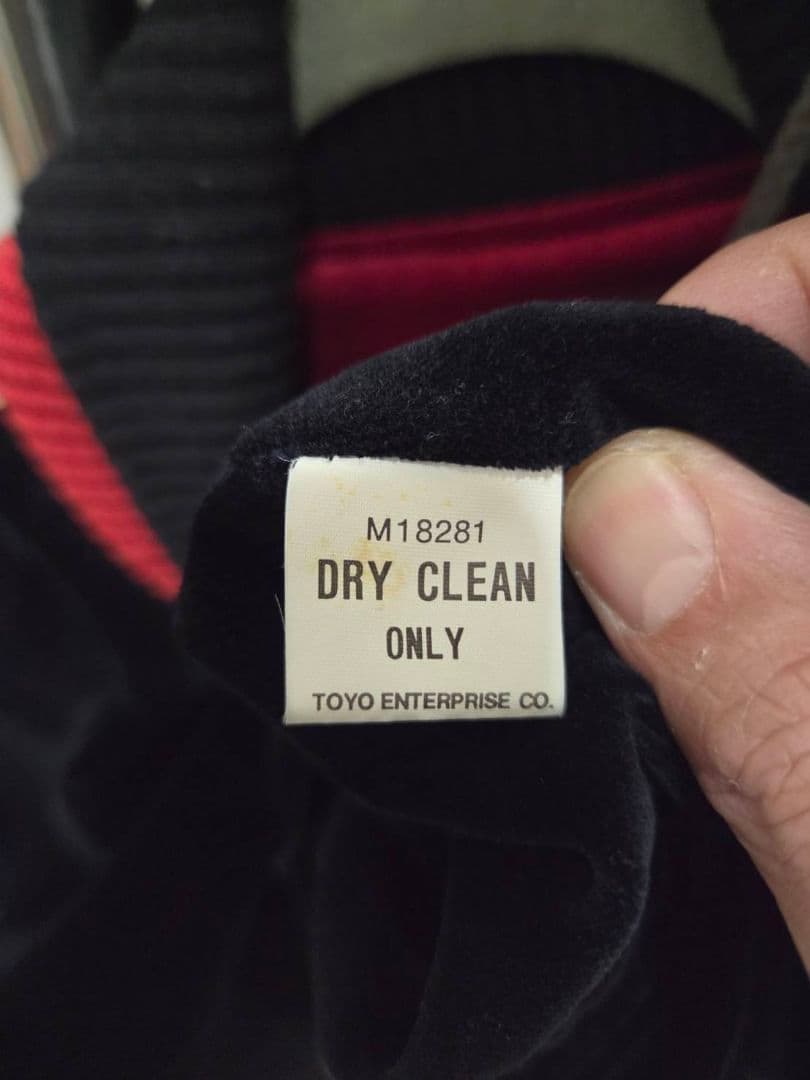 M18281
DRY CLEAN
ONLY
TOYO ENTERPRISE CO.